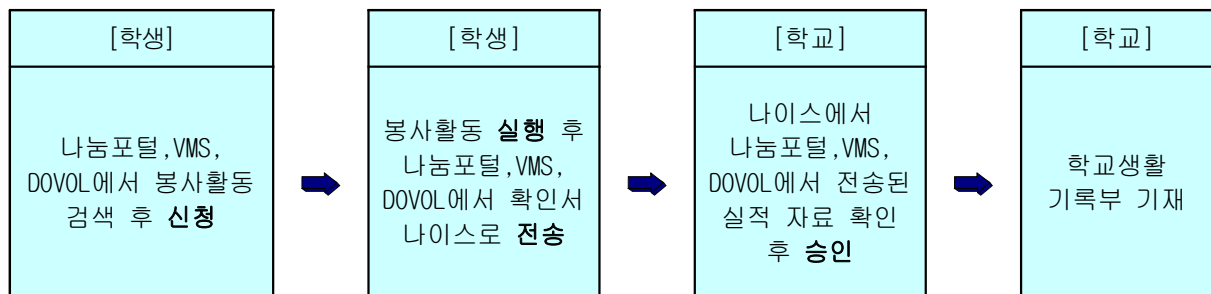 [학생]
나눔포털,VMS,
DOVOL에서 봉사활동
검색 후 신청
[학생]
봉사활동 실행 후
나눔포털,VMS,
DOVOL에서 확인서
나이스로 전송
[학교]
나이스에서
나눔포털,VMS,
DOVOL에서 전송된
실적 자료 확인
후 승인
[학교]
학교생활
기록부 기재